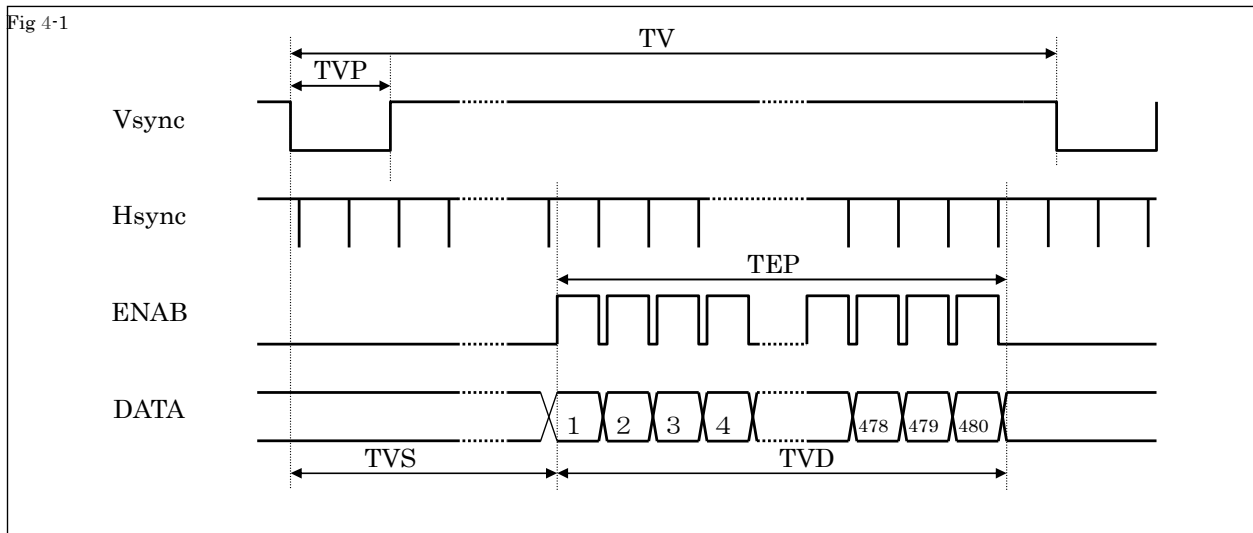 Fig 4-1
TV
TVP
Vsync
Hsync
TEP
ENAB
DATA
1 2 3 4 478 479 480
TVS TVD